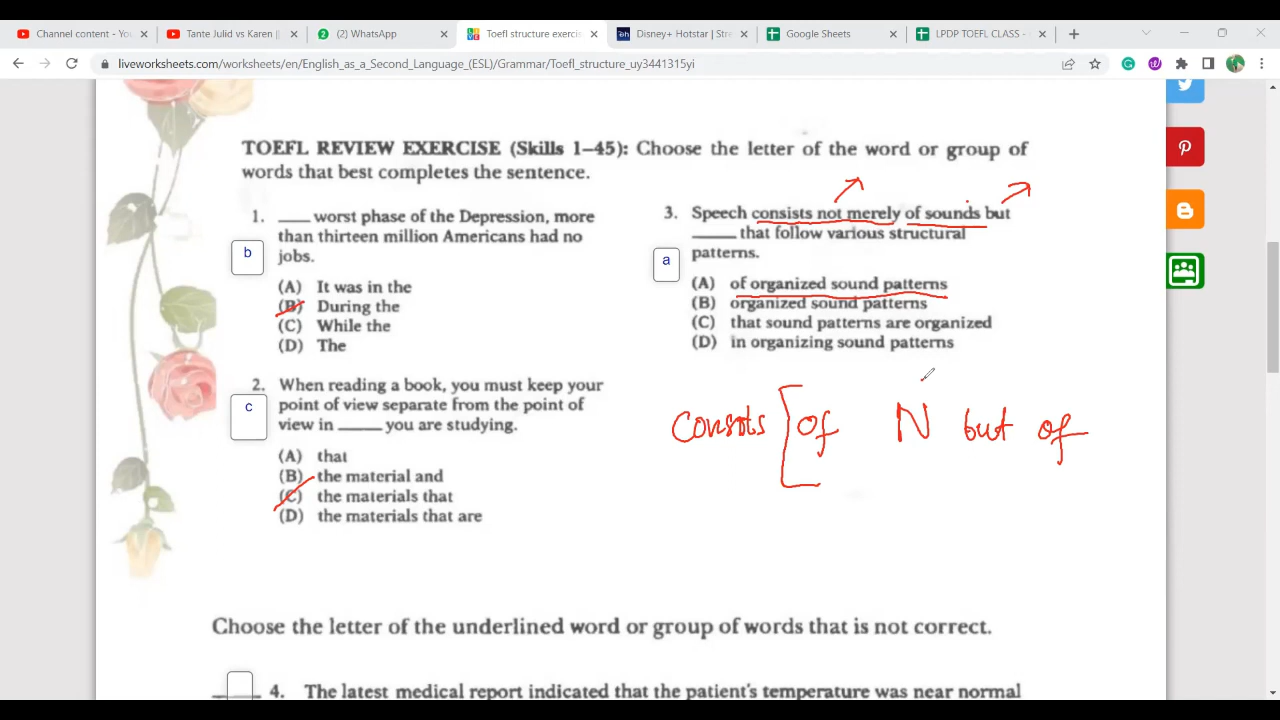 Channel content - You
Tante Julid vs Karen ||
(2) WhatsApp
Toefl structure exercis
Disney+ Hotstar | Stre
Google Sheets
LPDP TOEFL CLASS -
liveworksheets.com/worksheets/en/English_as_a_Second_Language_(ESL)/Grammar/Toefl_structure_uy3441315yi
TOEFL REVIEW EXERCISE (Skills 1–45): Choose the letter of the word or group of
words that best completes the sentence.
1. ____ worst phase of the Depression, more
than thirteen million Americans had no
jobs.
b
(A) It was in the
(B) During the
(C) While the
(D) The
2. When reading a book, you must keep your
point of view separate from the point of
view in ____ you are studying.
c
(A) that
(B) the material and
(C) the materials that
(D) the materials that are
3. Speech consists not merely of sounds but
____ that follow various structural
patterns.
a
(A) of organized sound patterns
(B) organized sound patterns
(C) that sound patterns are organized
(D) in organizing sound patterns
consists [ of N but of
Choose the letter of the underlined word or group of words that is not correct.
____ 4. The latest medical report indicated that the patient's temperature was near normal